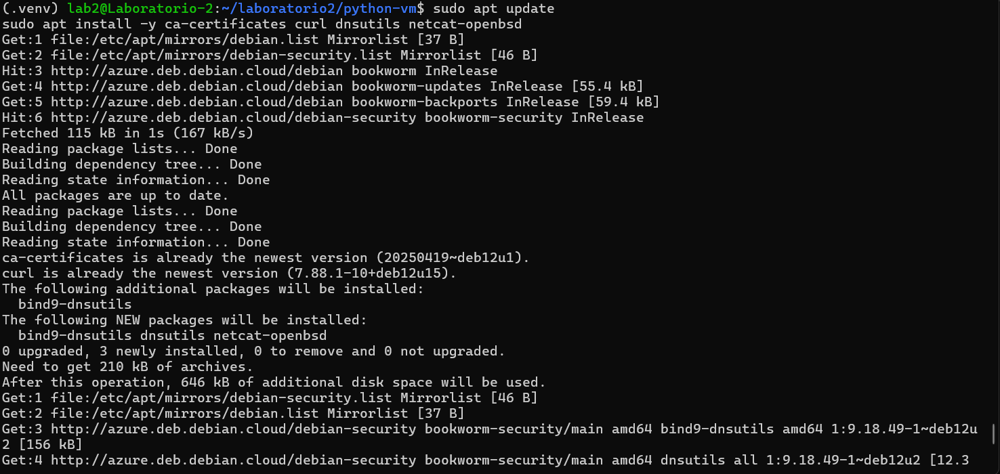 (.venv) lab2@Laboratorio-2:~/laboratorio2/python-vm$ sudo apt update
sudo apt install -y ca-certificates curl dnsutils netcat-openbsd
Get:1 file:/etc/apt/mirrors/debian.list Mirrorlist [37 B]
Get:2 file:/etc/apt/mirrors/debian-security.list Mirrorlist [46 B]
Hit:3 http://azure.deb.debian.cloud/debian bookworm InRelease
Get:4 http://azure.deb.debian.cloud/debian bookworm-updates InRelease [55.4 kB]
Get:5 http://azure.deb.debian.cloud/debian bookworm-backports InRelease [59.4 kB]
Hit:6 http://azure.deb.debian.cloud/debian-security bookworm-security InRelease
Fetched 115 kB in 1s (167 kB/s)
Reading package lists... Done
Building dependency tree... Done
Reading state information... Done
All packages are up to date.
Reading package lists... Done
Building dependency tree... Done
Reading state information... Done
ca-certificates is already the newest version (20250419~deb12u1).
curl is already the newest version (7.88.1-10+deb12u15).
The following additional packages will be installed:
  bind9-dnsutils
The following NEW packages will be installed:
  bind9-dnsutils dnsutils netcat-openbsd
0 upgraded, 3 newly installed, 0 to remove and 0 not upgraded.
Need to get 210 kB of archives.
After this operation, 646 kB of additional disk space will be used.
Get:1 file:/etc/apt/mirrors/debian-security.list Mirrorlist [46 B]
Get:2 file:/etc/apt/mirrors/debian.list Mirrorlist [37 B]
Get:3 http://azure.deb.debian.cloud/debian-security bookworm-security/main amd64 bind9-dnsutils amd64 1:9.18.49-1~deb12u
2 [156 kB]
Get:4 http://azure.deb.debian.cloud/debian-security bookworm-security/main amd64 dnsutils all 1:9.18.49-1~deb12u2 [12.3